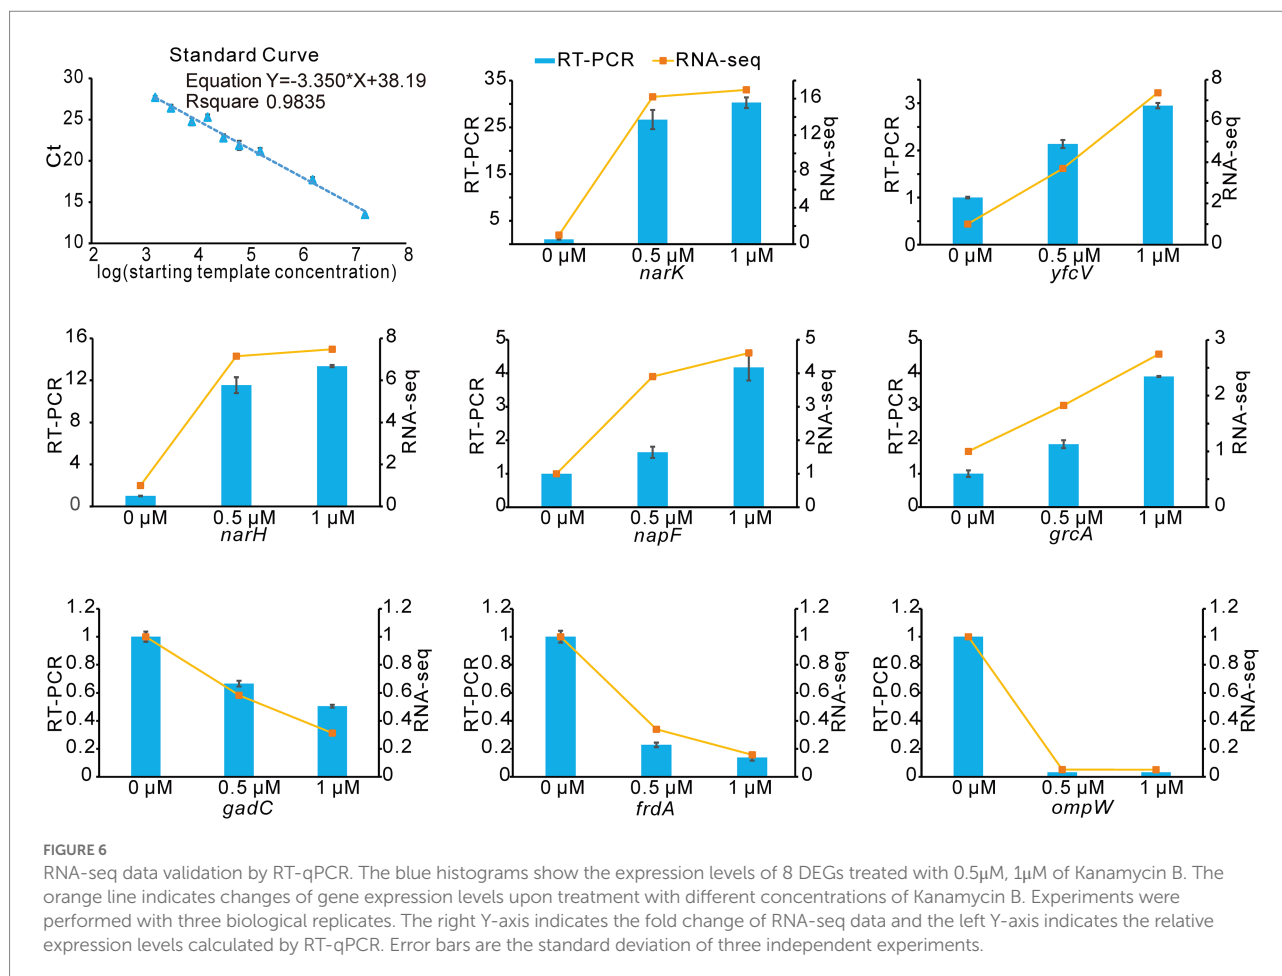 Standard Curve
Equation Y=-3.350*X+38.19
Rsquare 0.9835
30
25
20
15
10
Ct
2 3 4 5 6 7 8
log(starting template concentration)
RT-PCR RNA-seq
35
25
15
5
RT-PCR
16
12
8
4
0
RNA-seq
0 µM 0.5 µM 1 µM
narK
3
2
1
0
RT-PCR
8
6
4
2
0
RNA-seq
0 µM 0.5 µM 1 µM
yfcV
16
12
8
4
0
RT-PCR
8
6
4
2
0
RNA-seq
0 µM 0.5 µM 1 µM
narH
5
4
3
2
1
0
RT-PCR
5
4
3
2
1
0
RNA-seq
0 µM 0.5 µM 1 µM
napF
5
4
3
2
1
0
RT-PCR
3
2
1
0
RNA-seq
0 µM 0.5 µM 1 µM
grcA
1.2
1
0.8
0.6
0.4
0.2
0
RT-PCR
1.2
1
0.8
0.6
0.4
0.2
0
RNA-seq
0 µM 0.5 µM 1 µM
gadC
1.2
1
0.8
0.6
0.4
0.2
0
RT-PCR
1.2
1
0.8
0.6
0.4
0.2
0
RNA-seq
0 µM 0.5 µM 1 µM
frdA
1.2
1
0.8
0.6
0.4
0.2
0
RT-PCR
1.2
1
0.8
0.6
0.4
0.2
0
RNA-seq
0 µM 0.5 µM 1 µM
ompW
FIGURE 6
RNA-seq data validation by RT-qPCR. The blue histograms show the expression levels of 8 DEGs treated with 0.5µM, 1µM of Kanamycin B. The
orange line indicates changes of gene expression levels upon treatment with different concentrations of Kanamycin B. Experiments were
performed with three biological replicates. The right Y-axis indicates the fold change of RNA-seq data and the left Y-axis indicates the relative
expression levels calculated by RT-qPCR. Error bars are the standard deviation of three independent experiments.